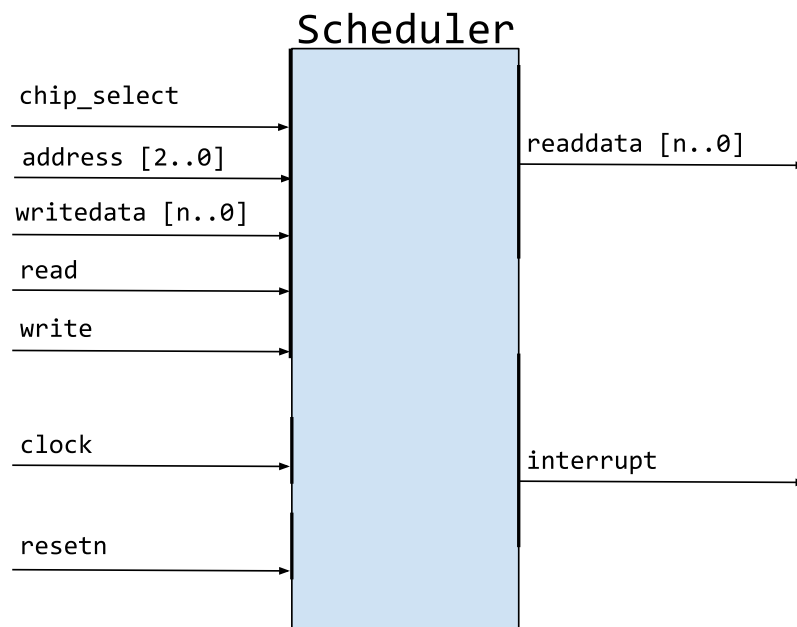 Scheduler
chip_select
address [2..0]
writedata [n..0]
read
write
clock
resetn
readdata [n..0]
interrupt